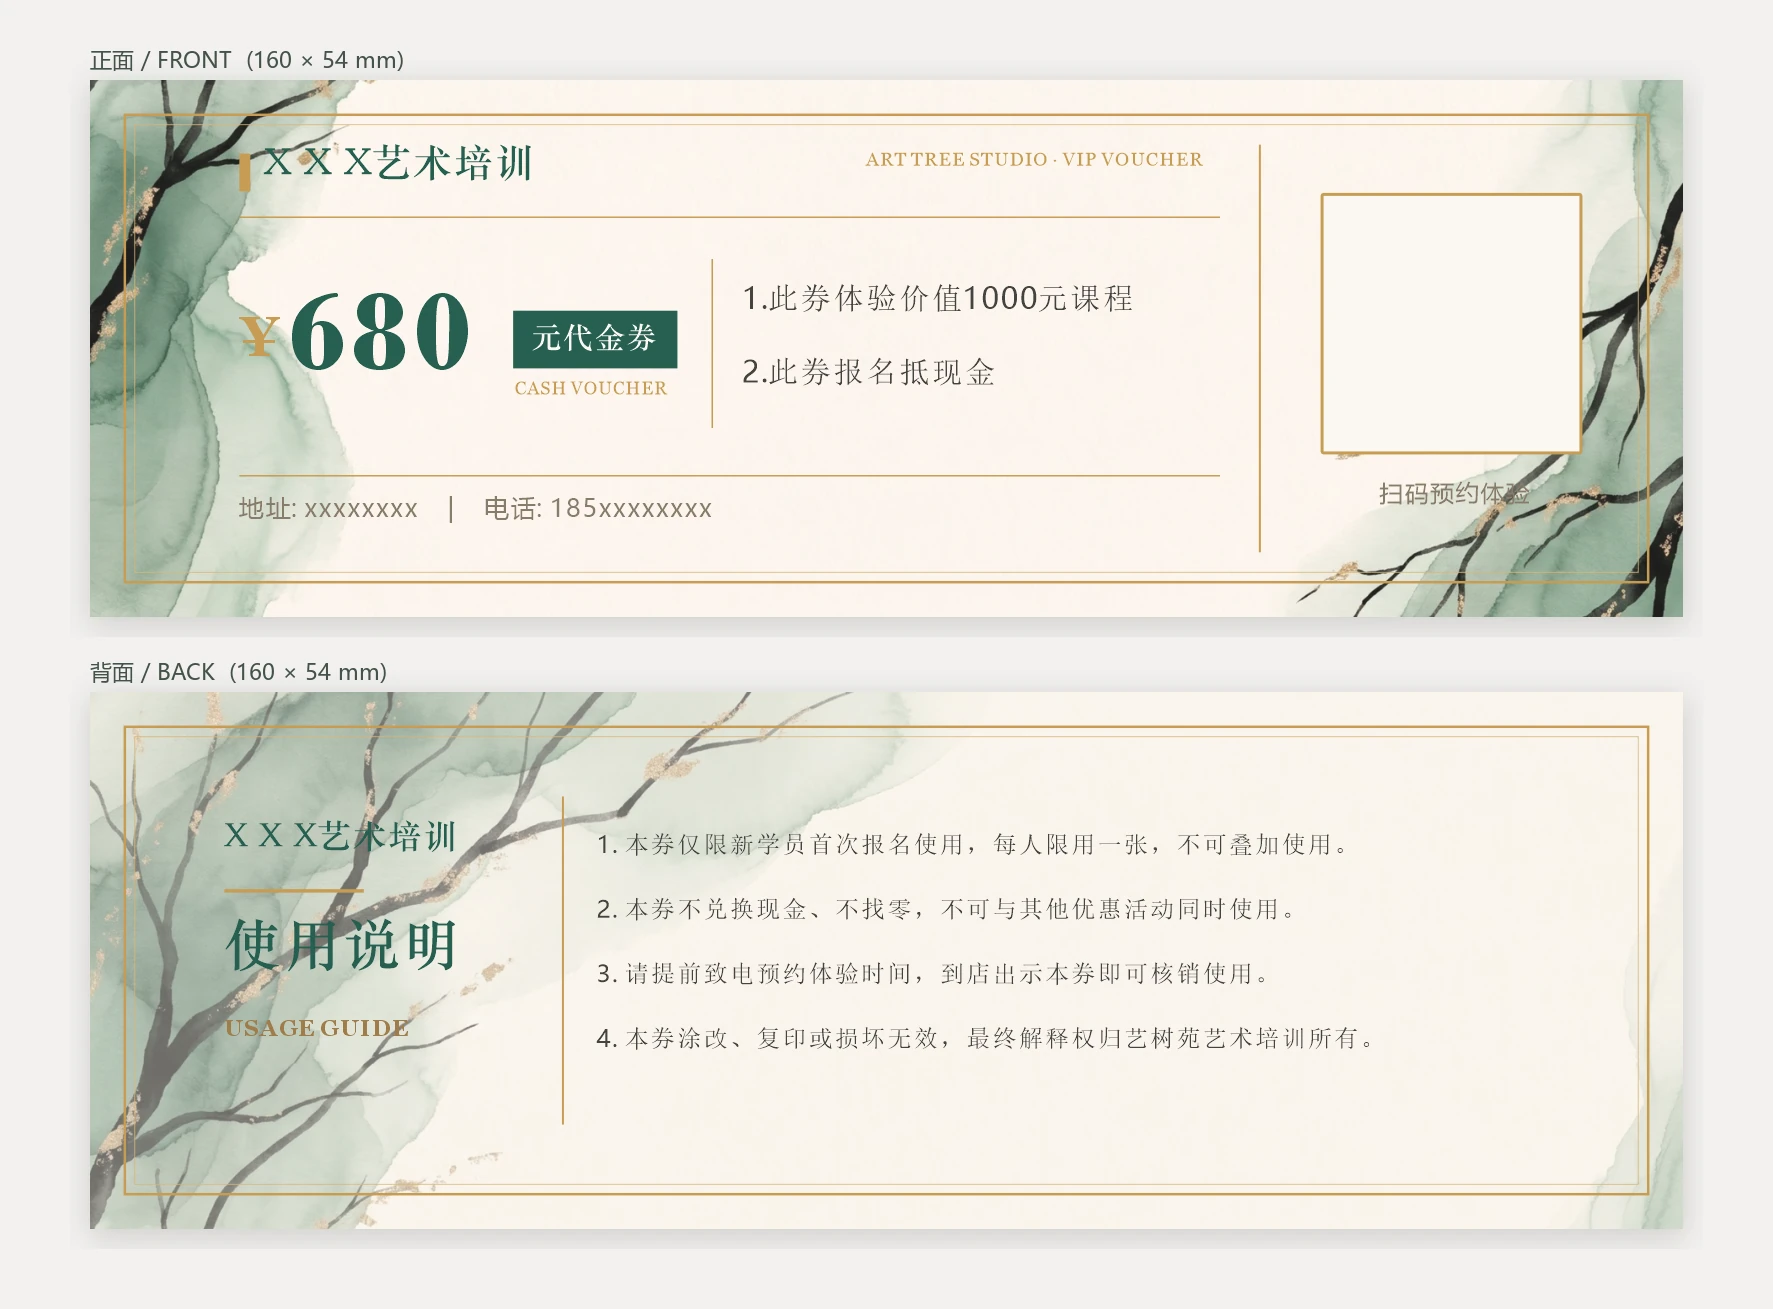 正面 / FRONT（160 × 54 mm）
X X X艺术培训
ART TREE STUDIO · VIP VOUCHER
¥680
元代金券
CASH VOUCHER
1.此券体验价值1000元课程
2.此券报名抵现金
地址: xxxxxxxx | 电话: 185xxxxxxxx
扫码预约体验
背面 / BACK（160 × 54 mm）
X X X艺术培训
使用说明
USAGE GUIDE
1. 本券仅限新学员首次报名使用，每人限用一张，不可叠加使用。
2. 本券不兑换现金、不找零，不可与其他优惠活动同时使用。
3. 请提前致电预约体验时间，到店出示本券即可核销使用。
4. 本券涂改、复印或损坏无效，最终解释权归艺树苑艺术培训所有。